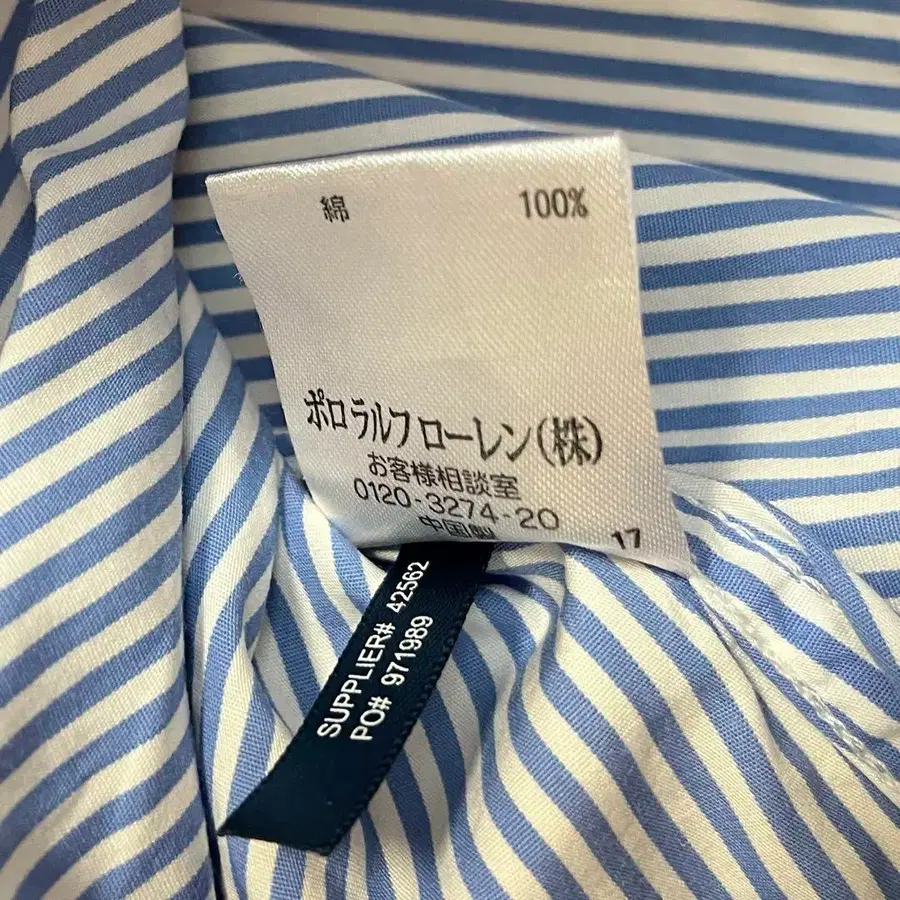 綿 100%
ポロ ラルフ ローレン(株)
お客様相談室
0120-3274-20
中国製 17
SUPPLIER# 42562
PO# 971989